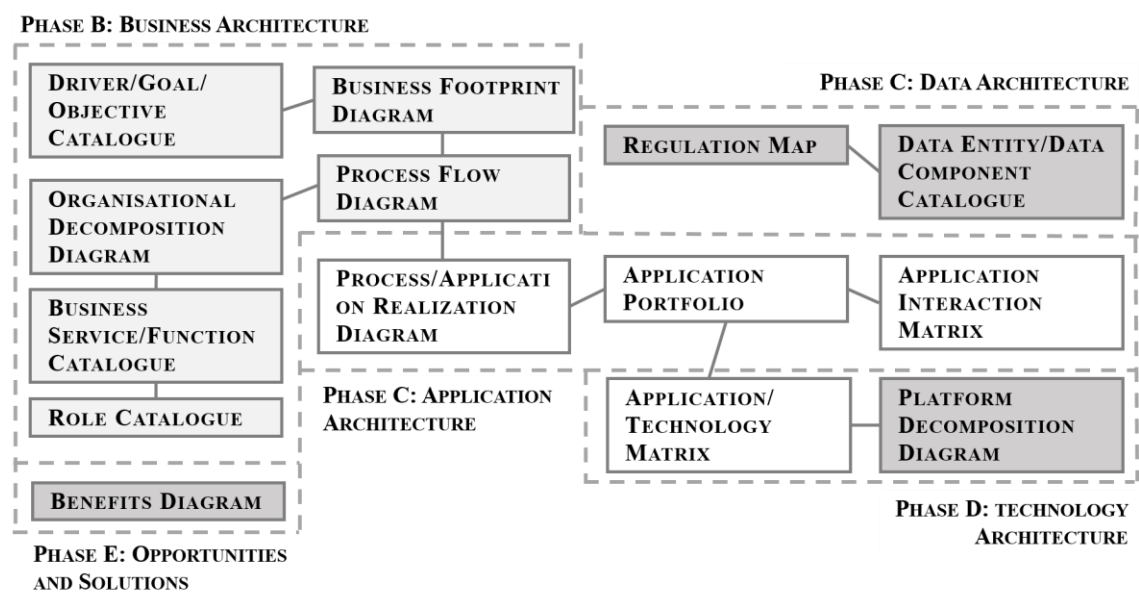 PHASE B: BUSINESS ARCHITECTURE
DRIVER/GOAL/
OBJECTIVE
CATALOGUE
BUSINESS FOOTPRINT
DIAGRAM
PHASE C: DATA ARCHITECTURE
REGULATION MAP
DATA ENTITY/DATA
COMPONENT
CATALOGUE
ORGANISATIONAL
DECOMPOSITION
DIAGRAM
PROCESS FLOW
DIAGRAM
BUSINESS
SERVICE/FUNCTION
CATALOGUE
PROCESS/APPLICATI
ON REALIZATION
DIAGRAM
APPLICATION
PORTFOLIO
APPLICATION
INTERACTION
MATRIX
ROLE CATALOGUE
PHASE C: APPLICATION
ARCHITECTURE
APPLICATION/
TECHNOLOGY
MATRIX
PLATFORM
DECOMPOSITION
DIAGRAM
BENEFITS DIAGRAM
PHASE D: TECHNOLOGY
ARCHITECTURE
PHASE E: OPPORTUNITIES
AND SOLUTIONS